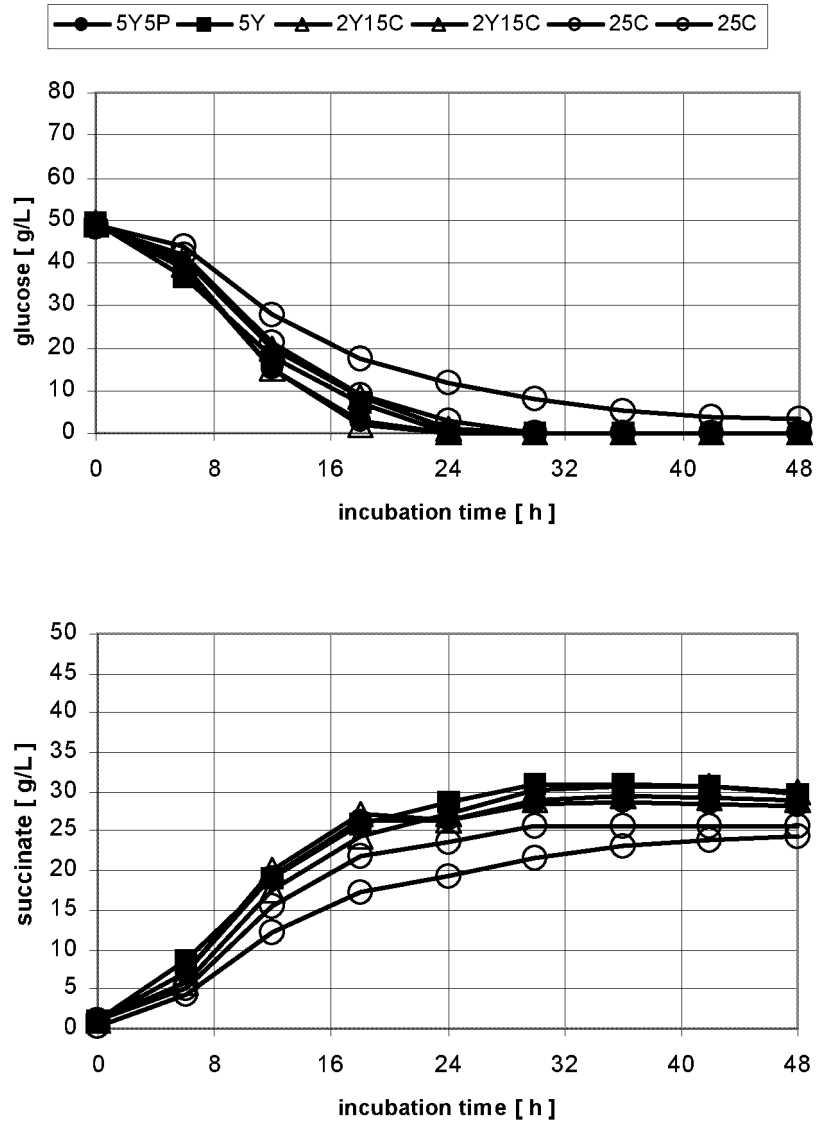 5Y5P 5Y 2Y15C 2Y15C 25C 25C
80
70
60
50
40
30
20
10
0
glucose [ g/L ]
0 8 16 24 32 40 48
incubation time [ h ]
50
45
40
35
30
25
20
15
10
5
0
succinate [ g/L ]
0 8 16 24 32 40 48
incubation time [ h ]